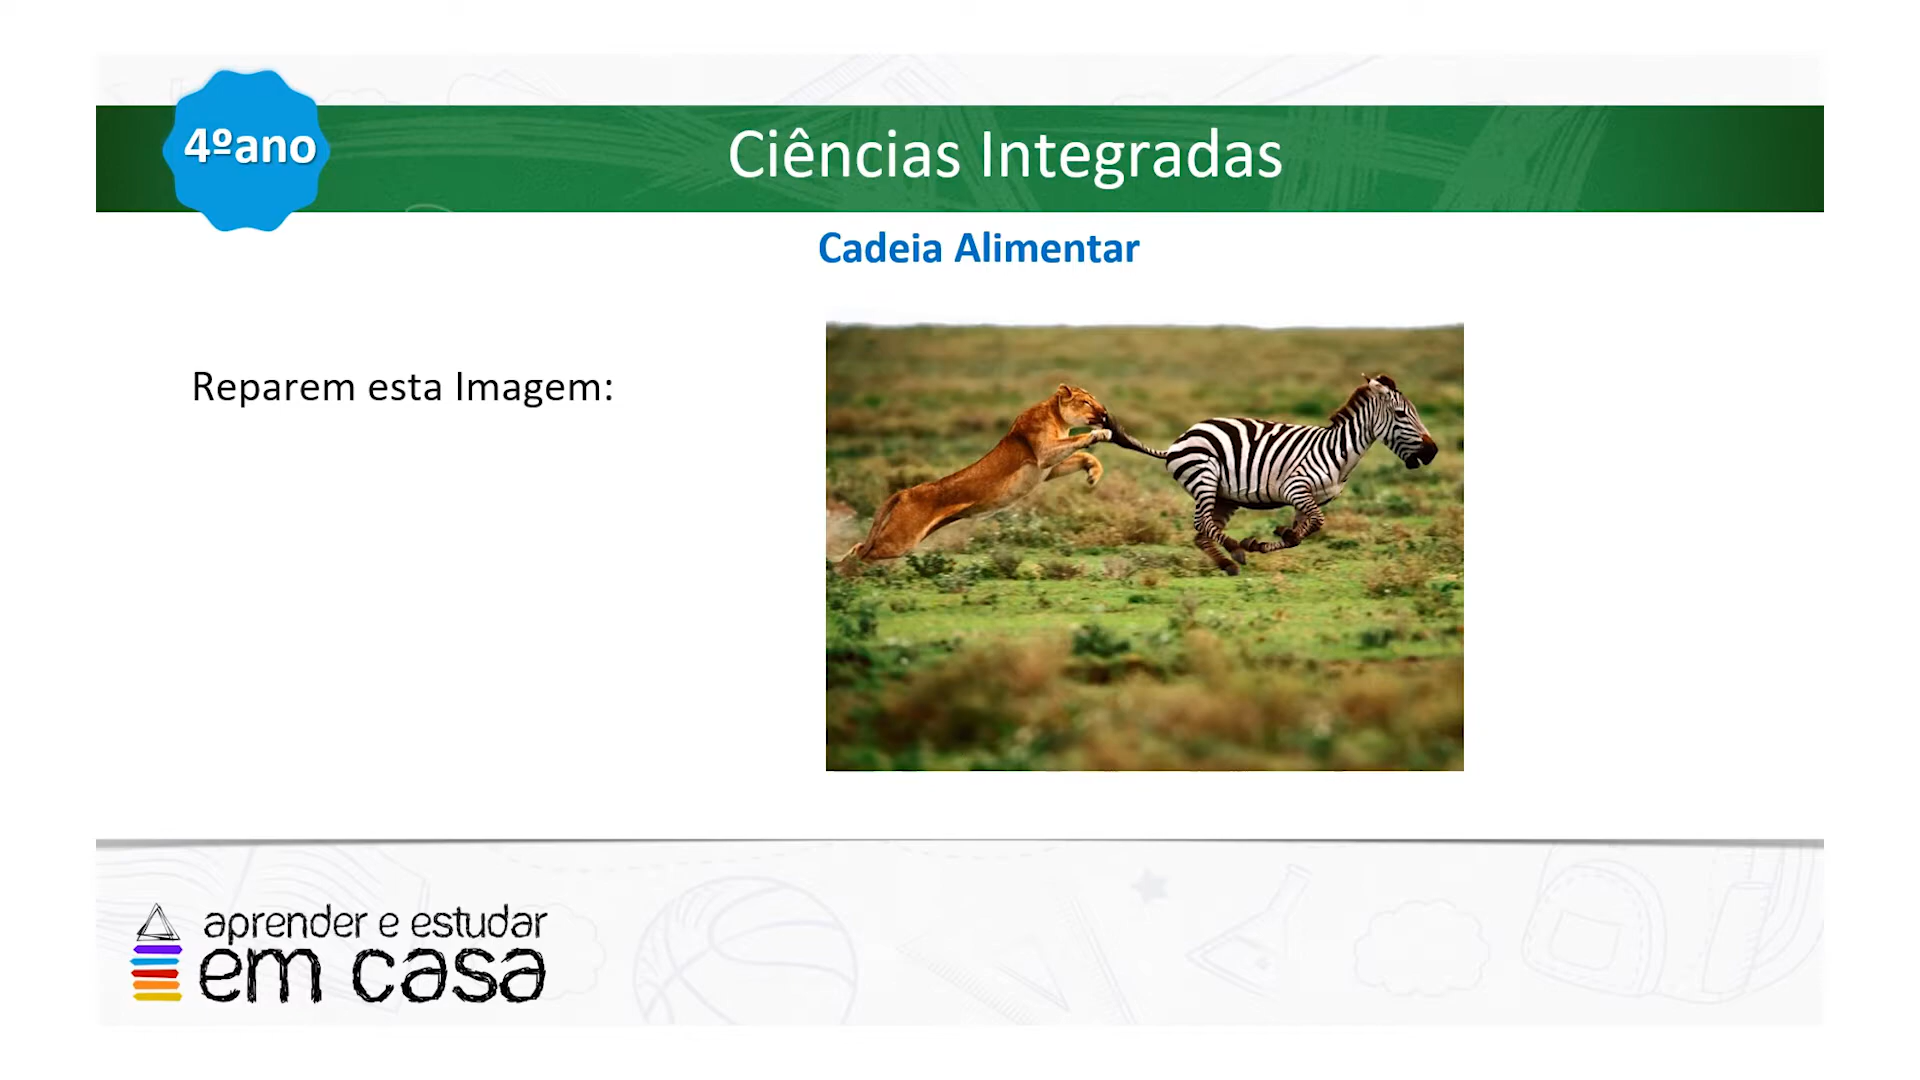 4ºano
Ciências Integradas
Cadeia Alimentar
Reparem esta Imagem:
aprender e estudar
em casa